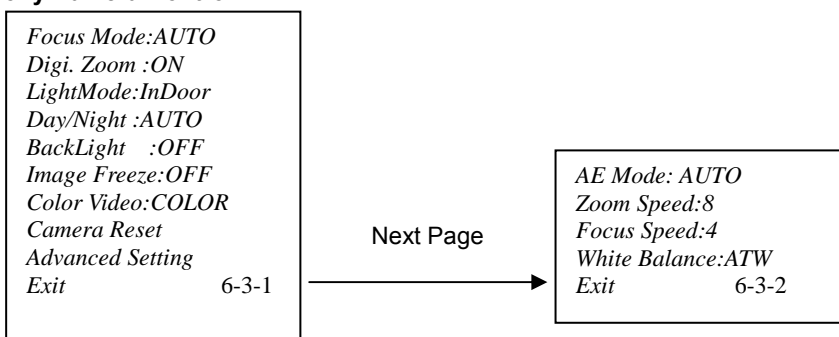 Focus Mode:AUTO
Digi. Zoom :ON
LightMode:InDoor
Day/Night :AUTO
BackLight :OFF
Image Freeze:OFF
Color Video:COLOR
Camera Reset
Advanced Setting
Exit 6-3-1
Next Page
AE Mode: AUTO
Zoom Speed:8
Focus Speed:4
White Balance:ATW
Exit 6-3-2